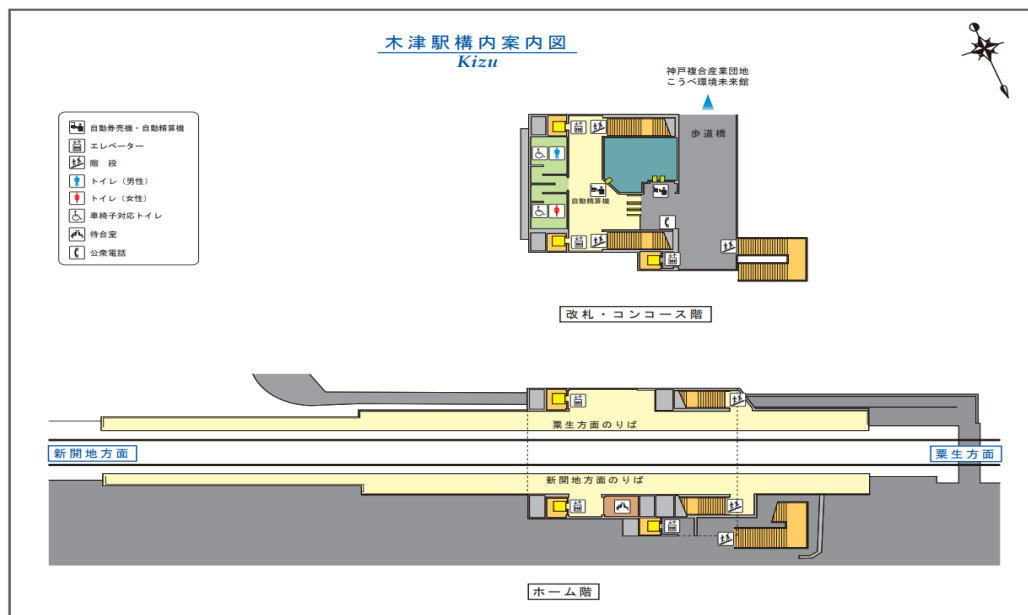 木津駅構内案内図
Kizu
神戸複合産業団地
こうべ環境未来館
歩道橋
自動券売機・自動精算機
エレベーター
階 段
トイレ（男性）
トイレ（女性）
車椅子対応トイレ
待合室
公衆電話
自動精算機
改札・コンコース階
粟生方面のりば
新開地方面
粟生方面
新開地方面のりば
ホーム階